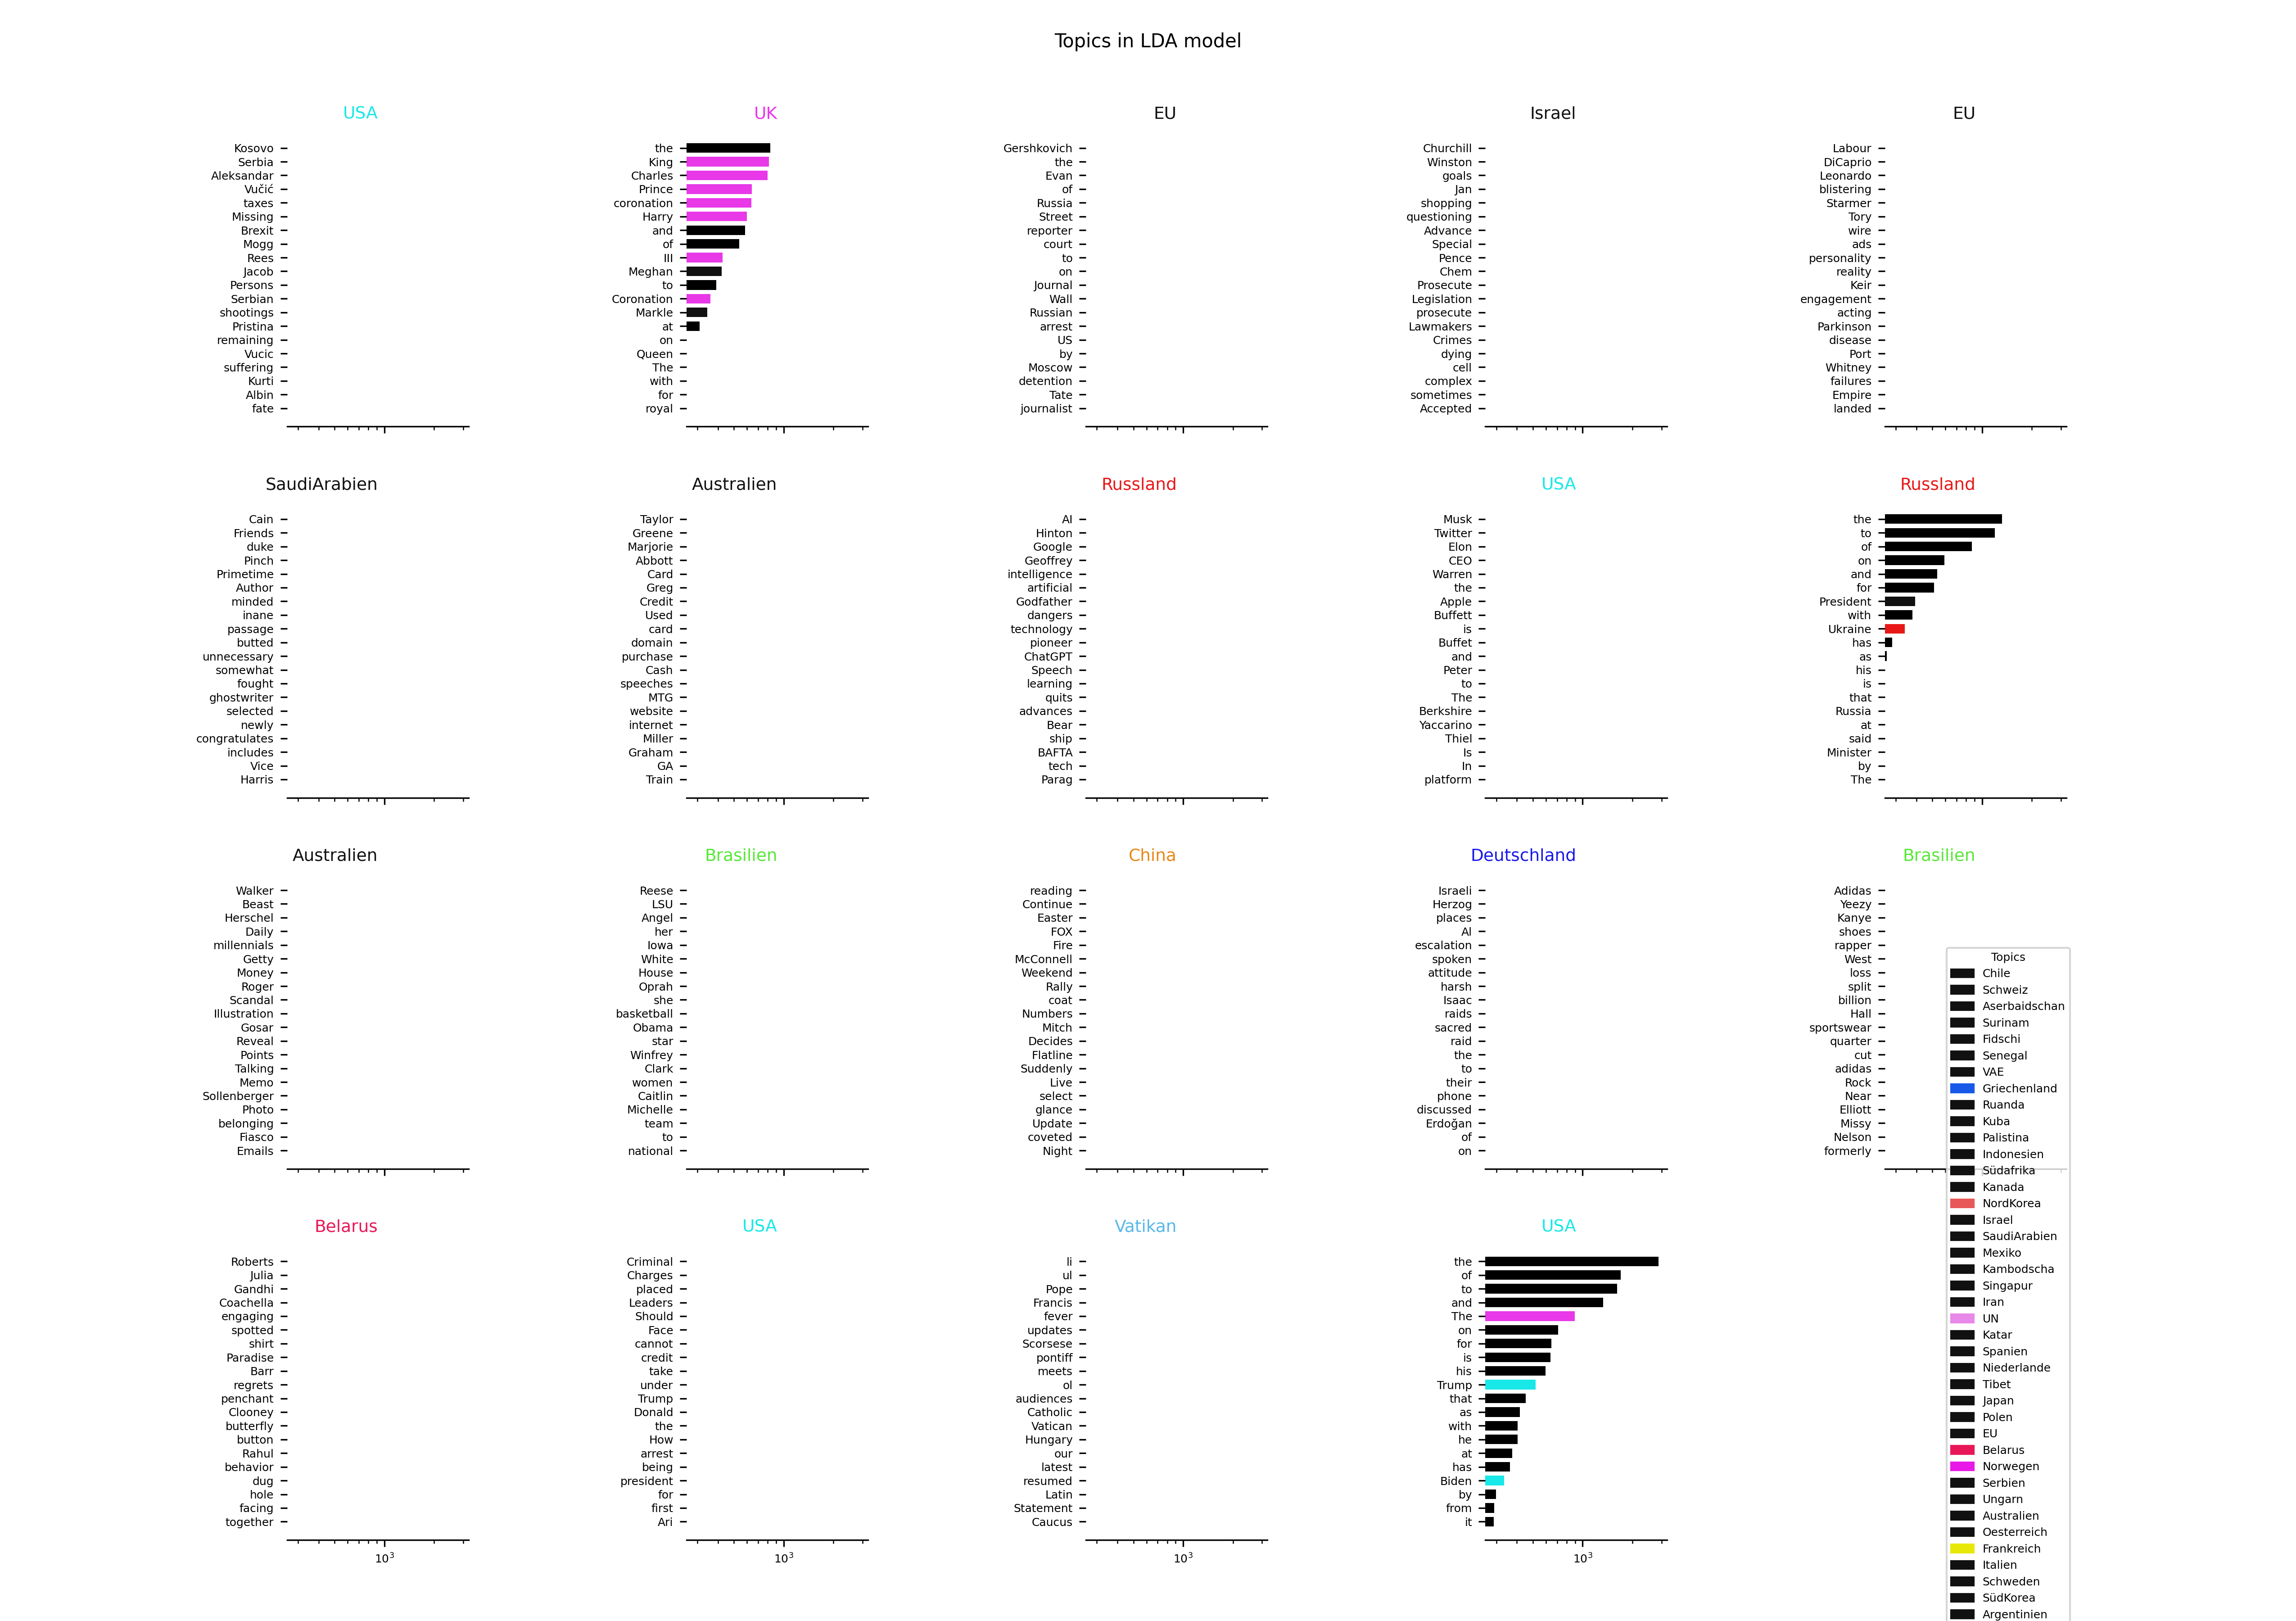 Topics in LDA model
USA
Kosovo
Serbia
Aleksandar
Vučić
taxes
Missing
Brexit
Mogg
Rees
Jacob
Persons
Serbian
shootings
Pristina
remaining
Vucic
suffering
Kurti
Albin
fate
UK
the
King
Charles
Prince
coronation
Harry
and
of
III
Meghan
to
Coronation
Markle
at
on
Queen
The
with
for
royal
EU
Gershkovich
the
Evan
of
Russia
Street
reporter
court
to
on
Journal
Wall
Russian
arrest
US
by
Moscow
detention
Tate
journalist
Israel
Churchill
Winston
goals
Jan
shopping
questioning
Advance
Special
Pence
Chem
Prosecute
Legislation
prosecute
Lawmakers
Crimes
dying
cell
complex
sometimes
Accepted
EU
Labour
DiCaprio
Leonardo
blistering
Starmer
Tory
wire
ads
personality
reality
Keir
engagement
acting
Parkinson
disease
Port
Whitney
failures
Empire
landed
SaudiArabien
Cain
Friends
duke
Pinch
Primetime
Author
minded
inane
passage
butted
unnecessary
somewhat
fought
ghostwriter
selected
newly
congratulates
includes
Vice
Harris
Australien
Taylor
Greene
Marjorie
Abbott
Card
Greg
Credit
Used
card
domain
purchase
Cash
speeches
MTG
website
internet
Miller
Graham
GA
Train
Russland
AI
Hinton
Google
Geoffrey
intelligence
artificial
Godfather
dangers
technology
pioneer
ChatGPT
Speech
learning
quits
advances
Bear
ship
BAFTA
tech
Parag
USA
Musk
Twitter
Elon
CEO
Warren
the
Apple
Buffett
is
Buffet
and
Peter
to
The
Berkshire
Yaccarino
Thiel
Is
In
platform
Russland
the
to
of
on
and
for
President
with
Ukraine
has
as
his
is
that
Russia
at
said
Minister
by
The
Australien
Walker
Beast
Herschel
Daily
millennials
Getty
Money
Roger
Scandal
Illustration
Gosar
Reveal
Points
Talking
Memo
Sollenberger
Photo
belonging
Fiasco
Emails
Brasilien
Reese
LSU
Angel
her
Iowa
White
House
Oprah
she
basketball
Obama
star
Winfrey
Clark
women
Caitlin
Michelle
team
to
national
China
reading
Continue
Easter
FOX
Fire
McConnell
Weekend
Rally
coat
Numbers
Mitch
Decides
Flatline
Suddenly
Live
select
glance
Update
coveted
Night
Deutschland
Israeli
Herzog
places
Al
escalation
spoken
attitude
harsh
Isaac
raids
sacred
raid
the
to
their
phone
discussed
Erdoğan
of
on
Brasilien
Adidas
Yeezy
Kanye
shoes
rapper
West
loss
split
billion
Hall
sportswear
quarter
cut
adidas
Rock
Near
Elliott
Missy
Nelson
formerly
Belarus
Roberts
Julia
Gandhi
Coachella
engaging
spotted
shirt
Paradise
Barr
regrets
penchant
Clooney
butterfly
button
Rahul
behavior
dug
hole
facing
together
10³
USA
Criminal
Charges
placed
Leaders
Should
Face
cannot
credit
take
under
Trump
Donald
the
How
arrest
being
president
for
first
Ari
10³
Vatikan
li
ul
Pope
Francis
fever
updates
Scorsese
pontiff
meets
ol
audiences
Catholic
Vatican
Hungary
our
latest
resumed
Latin
Statement
Caucus
10³
USA
the
of
to
and
The
on
for
is
his
Trump
that
as
with
he
at
has
Biden
by
from
it
10³
Topics
Chile
Schweiz
Aserbaidschan
Surinam
Fidschi
Senegal
VAE
Griechenland
Ruanda
Kuba
Palistina
Indonesien
Südafrika
Kanada
NordKorea
Israel
SaudiArabien
Mexiko
Kambodscha
Singapur
Iran
UN
Katar
Spanien
Niederlande
Tibet
Japan
Polen
EU
Belarus
Norwegen
Serbien
Ungarn
Australien
Oesterreich
Frankreich
Italien
Schweden
SüdKorea
Argentinien